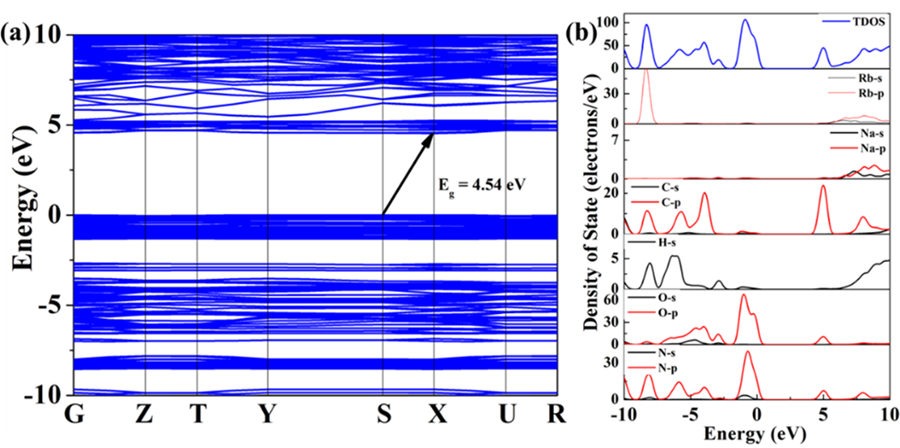 (a)
10
5
0
-5
-10
Energy (eV)
E_g = 4.54 eV
G Z T Y S X U R
(b)
Density of State (electrons/eV)
100
50
0
TDOS
30
0
Rb-s
Rb-p
7
0
Na-s
Na-p
20
0
C-s
C-p
5
0
H-s
60
30
0
O-s
O-p
30
0
N-s
N-p
-10 -5 0 5 10
Energy (eV)